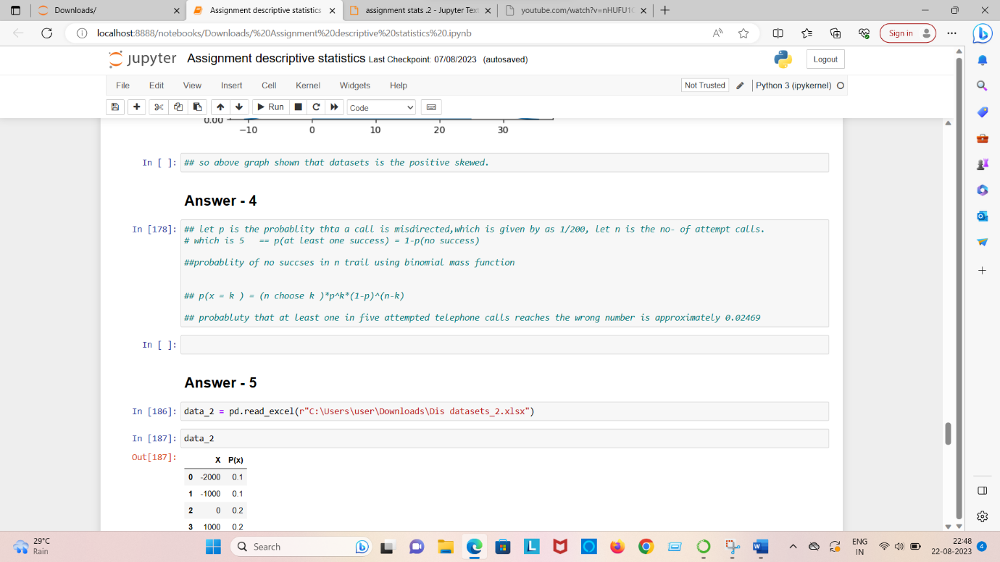 Downloads/
Assignment descriptive statistics
assignment stats .2 - Jupyter Text
youtube.com/watch?v=nHUFU1C
localhost:8888/notebooks/Downloads/%20Assignment%20descriptive%20statistics%20.ipynb
Sign in
jupyter Assignment descriptive statistics Last Checkpoint: 07/08/2023 (autosaved)
Logout
File Edit View Insert Cell Kernel Widgets Help
Not Trusted
Python 3 (ipykernel)
Run
Code
0.00
−10 0 10 20 30
In [ ]: ## so above graph shown that datasets is the positive skewed.
Answer - 4
In [178]: ## let p is the probablity thta a call is misdirected,which is given by as 1/200, let n is the no- of attempt calls.
# which is 5 == p(at least one success) = 1-p(no success)
##probablity of no succses in n trail using binomial mass function
## p(x = k ) = (n choose k )*p^k*(1-p)^(n-k)
## probabluty that at least one in five attempted telephone calls reaches the wrong number is approximately 0.02469
In [ ]:
Answer - 5
In [186]: data_2 = pd.read_excel(r"C:\Users\user\Downloads\Dis datasets_2.xlsx")
In [187]: data_2
Out[187]:
X P(x)
0 -2000 0.1
1 -1000 0.1
2 0 0.2
3 1000 0.2
29°C
Rain
Search
ENG
IN
22:48
22-08-2023
4